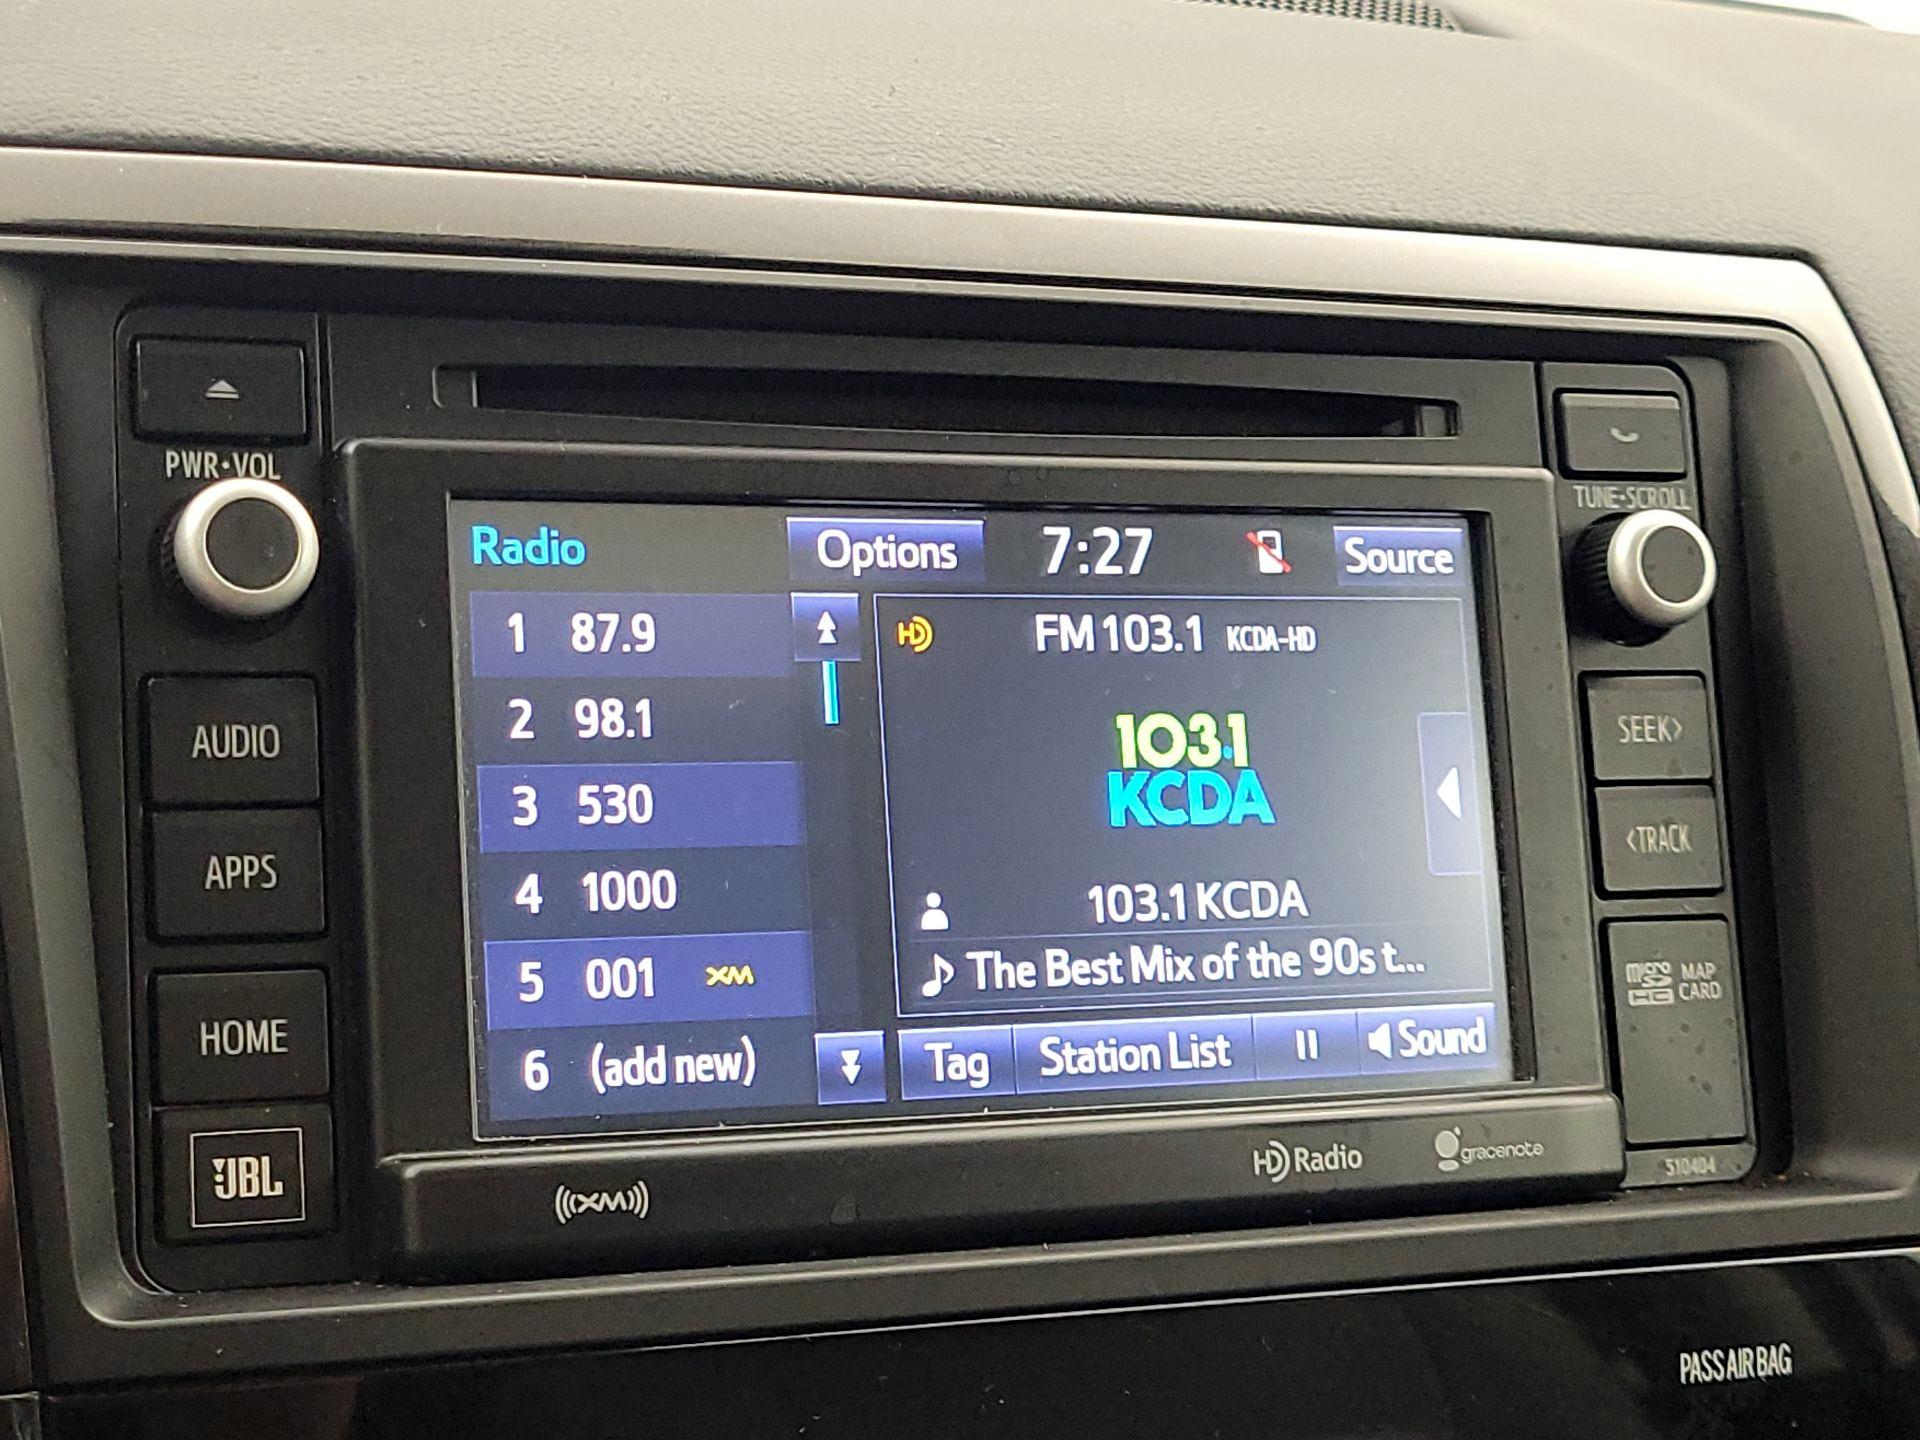 PWR•VOL
TUNE•SCROLL
Radio
Options
7:27
Source
1 87.9
2 98.1
3 530
4 1000
5 001 XM
6 (add new)
HD
FM 103.1 KCDA-HD
103.1
KCDA
103.1 KCDA
The Best Mix of the 90s t...
Tag
Station List
Sound
AUDIO
APPS
HOME
JBL
SEEK>
<TRACK
micro
SD
HC
MAP
CARD
510404
((XM))
HD Radio
gracenote
PASS AIR BAG